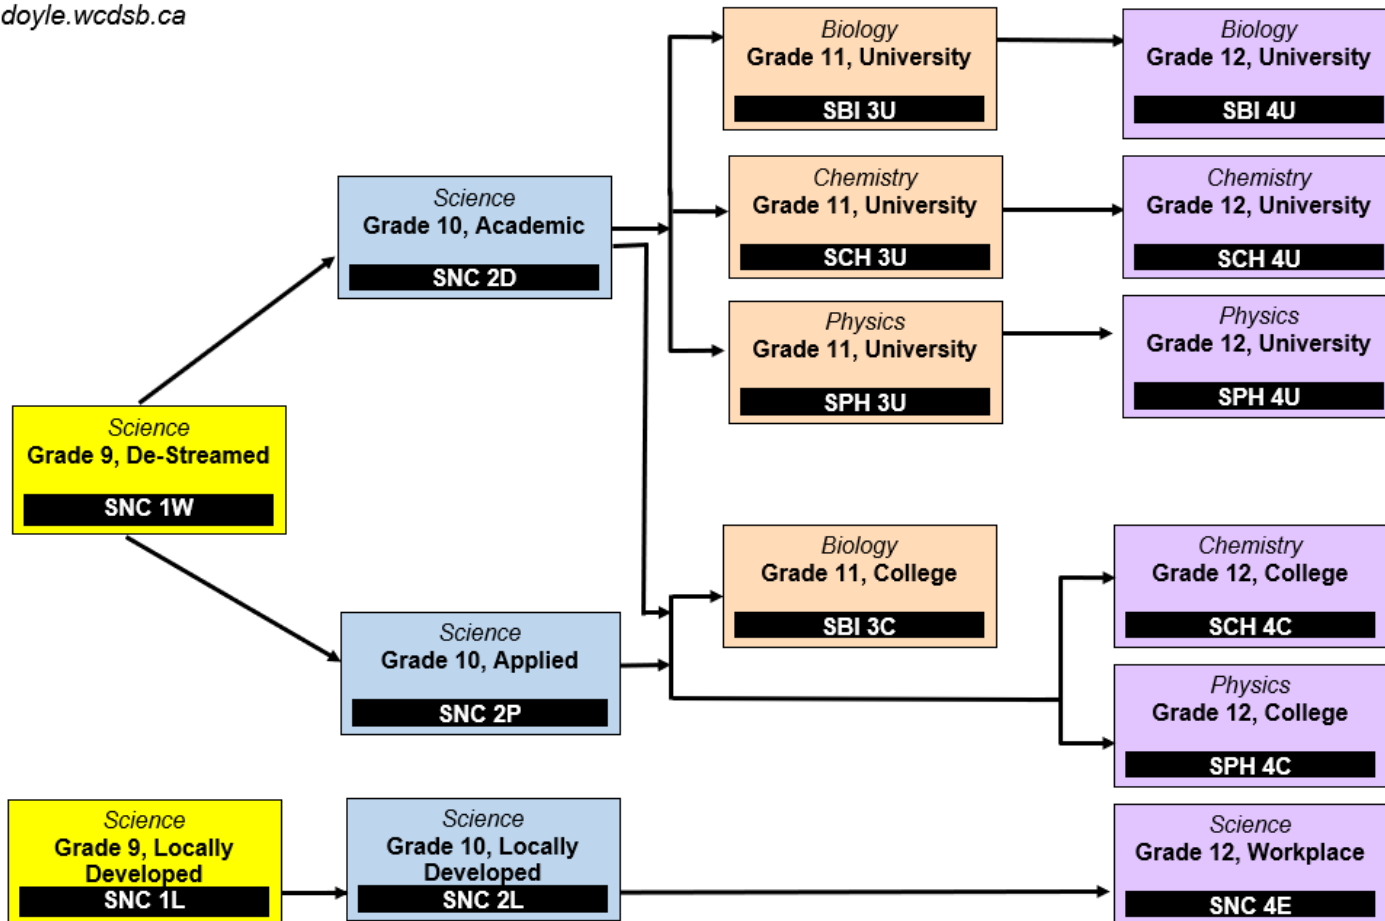 doyle.wcdsb.ca
Biology
Grade 11, University
SBI 3U
Biology
Grade 12, University
SBI 4U
Science
Grade 10, Academic
SNC 2D
Chemistry
Grade 11, University
SCH 3U
Chemistry
Grade 12, University
SCH 4U
Physics
Grade 11, University
SPH 3U
Physics
Grade 12, University
SPH 4U
Science
Grade 9, De-Streamed
SNC 1W
Biology
Grade 11, College
SBI 3C
Chemistry
Grade 12, College
SCH 4C
Science
Grade 10, Applied
SNC 2P
Physics
Grade 12, College
SPH 4C
Science
Grade 9, Locally
Developed
SNC 1L
Science
Grade 10, Locally
Developed
SNC 2L
Science
Grade 12, Workplace
SNC 4E